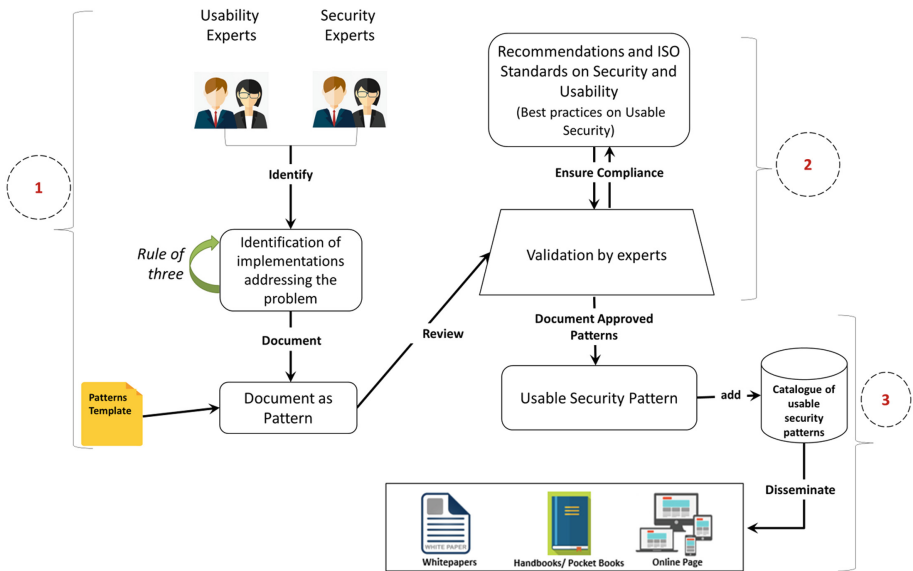 Usability
Experts
Security
Experts
1
Identify
Rule of
three
Identification of
implementations
addressing the
problem
Document
Patterns
Template
Document as
Pattern
Review
Recommendations and ISO
Standards on Security and
Usability
(Best practices on Usable
Security)
Ensure Compliance
2
Validation by experts
Document Approved
Patterns
Usable Security Pattern
add
Catalogue of
usable
security
patterns
3
Disseminate
WHITE PAPER
Whitepapers
Handbooks/ Pocket Books
Online Page